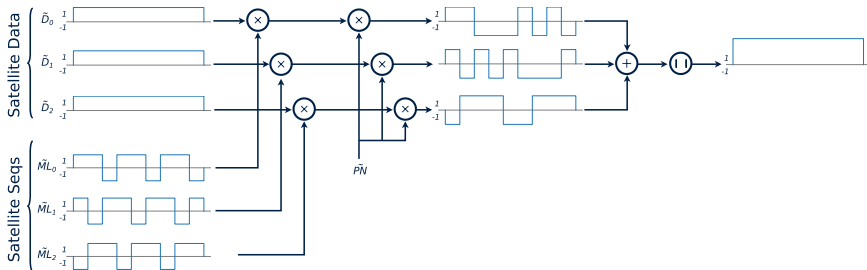 Satellite Data
D̃₀ 1
-1
× × 1
-1
D̃₁ 1
-1
× × 1
-1
+ 1
-1
D̃₂ 1
-1
× × 1
-1
Satellite Seqs
M̃L₀ 1
-1
P̃N
M̃L₁ 1
-1
M̃L₂ 1
-1